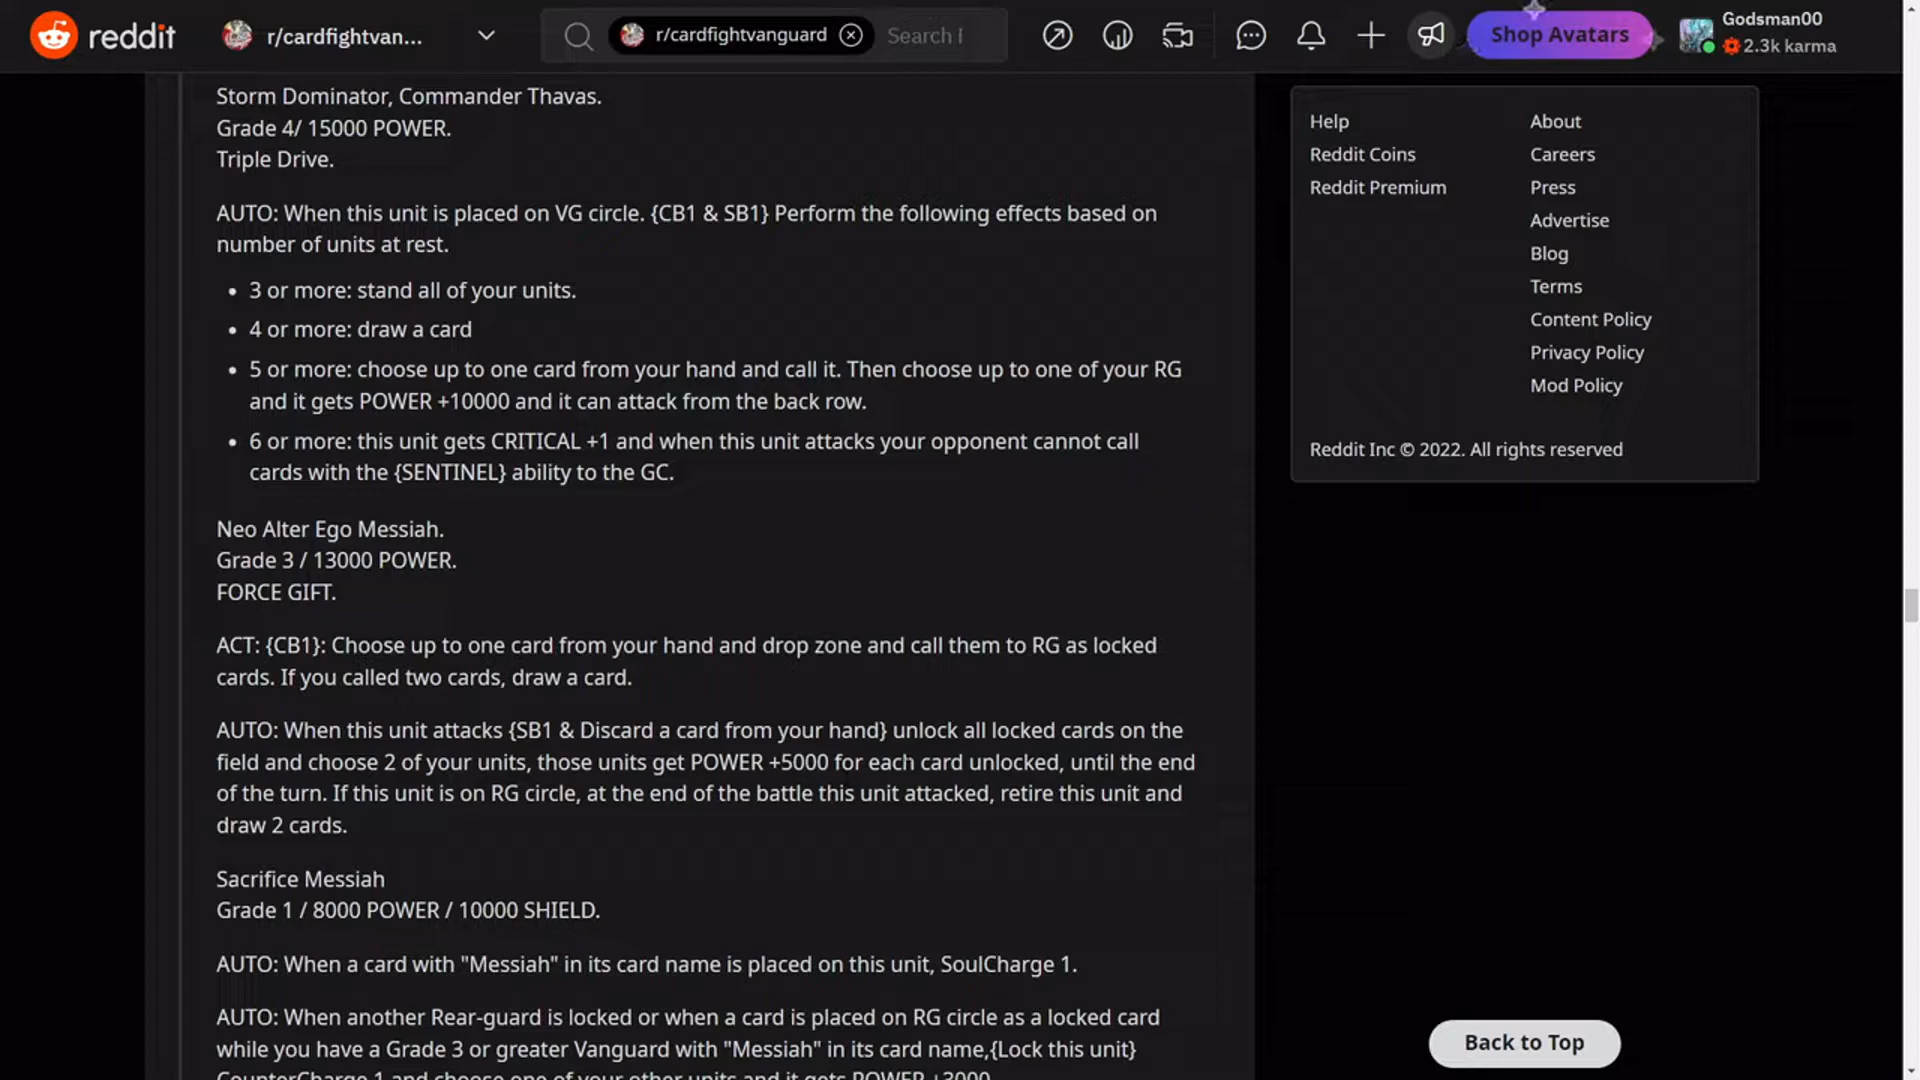 reddit
r/cardfightvan...
r/cardfightvanguard
Shop Avatars
Godsman00
2.3k karma
Storm Dominator, Commander Thavas.
Grade 4/ 15000 POWER.
Triple Drive.
AUTO: When this unit is placed on VG circle. {CB1 & SB1} Perform the following effects based on
number of units at rest.
• 3 or more: stand all of your units.
• 4 or more: draw a card
• 5 or more: choose up to one card from your hand and call it. Then choose up to one of your RG
and it gets POWER +10000 and it can attack from the back row.
• 6 or more: this unit gets CRITICAL +1 and when this unit attacks your opponent cannot call
cards with the {SENTINEL} ability to the GC.
Neo Alter Ego Messiah.
Grade 3 / 13000 POWER.
FORCE GIFT.
ACT: {CB1}: Choose up to one card from your hand and drop zone and call them to RG as locked
cards. If you called two cards, draw a card.
AUTO: When this unit attacks {SB1 & Discard a card from your hand} unlock all locked cards on the
field and choose 2 of your units, those units get POWER +5000 for each card unlocked, until the end
of the turn. If this unit is on RG circle, at the end of the battle this unit attacked, retire this unit and
draw 2 cards.
Sacrifice Messiah
Grade 1 / 8000 POWER / 10000 SHIELD.
AUTO: When a card with "Messiah" in its card name is placed on this unit, SoulCharge 1.
AUTO: When another Rear-guard is locked or when a card is placed on RG circle as a locked card
while you have a Grade 3 or greater Vanguard with "Messiah" in its card name,{Lock this unit}
CounterCharge 1 and choose one of your other units and it gets POWER +3000
Help
Reddit Coins
Reddit Premium
About
Careers
Press
Advertise
Blog
Terms
Content Policy
Privacy Policy
Mod Policy
Reddit Inc © 2022. All rights reserved
Back to Top